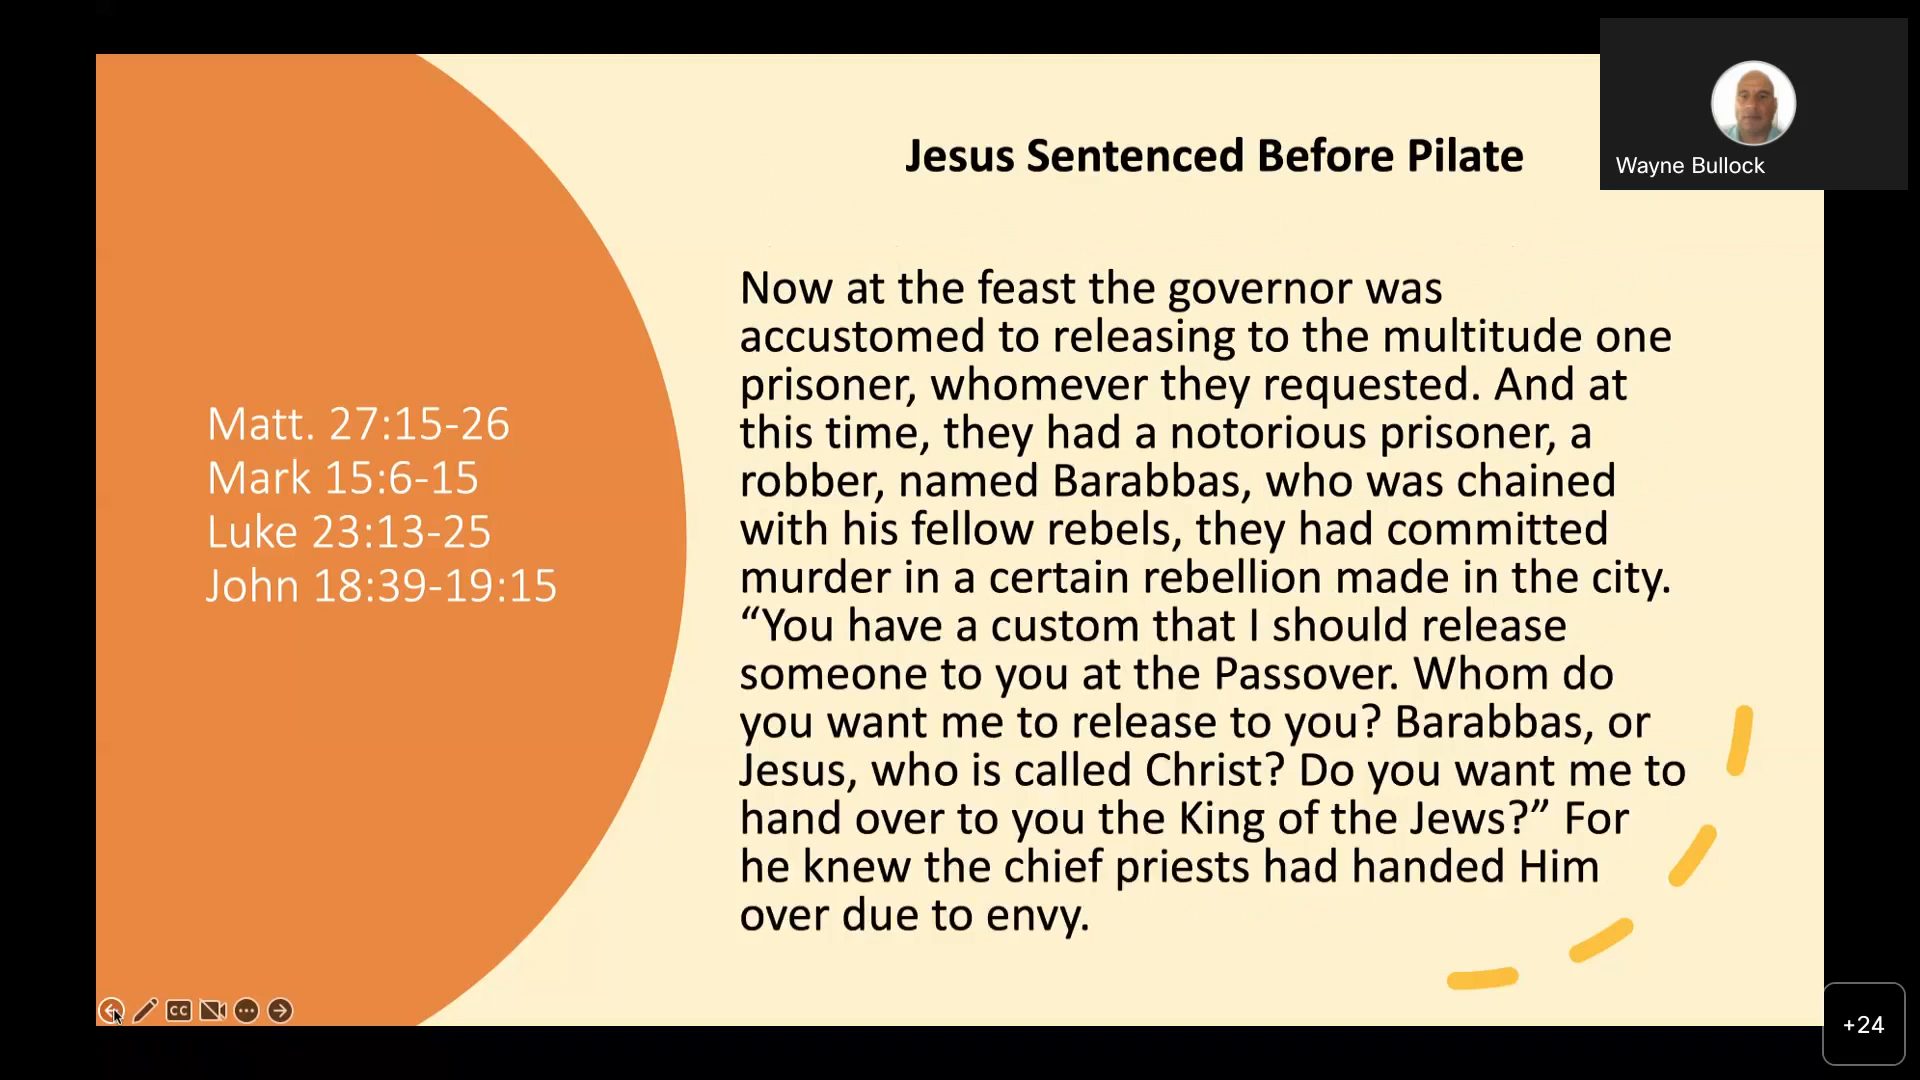 Jesus Sentenced Before Pilate
Wayne Bullock
Matt. 27:15-26
Mark 15:6-15
Luke 23:13-25
John 18:39-19:15
Now at the feast the governor was
accustomed to releasing to the multitude one
prisoner, whomever they requested. And at
this time, they had a notorious prisoner, a
robber, named Barabbas, who was chained
with his fellow rebels, they had committed
murder in a certain rebellion made in the city.
“You have a custom that I should release
someone to you at the Passover. Whom do
you want me to release to you? Barabbas, or
Jesus, who is called Christ? Do you want me to
hand over to you the King of the Jews?” For
he knew the chief priests had handed Him
over due to envy.
CC
+24